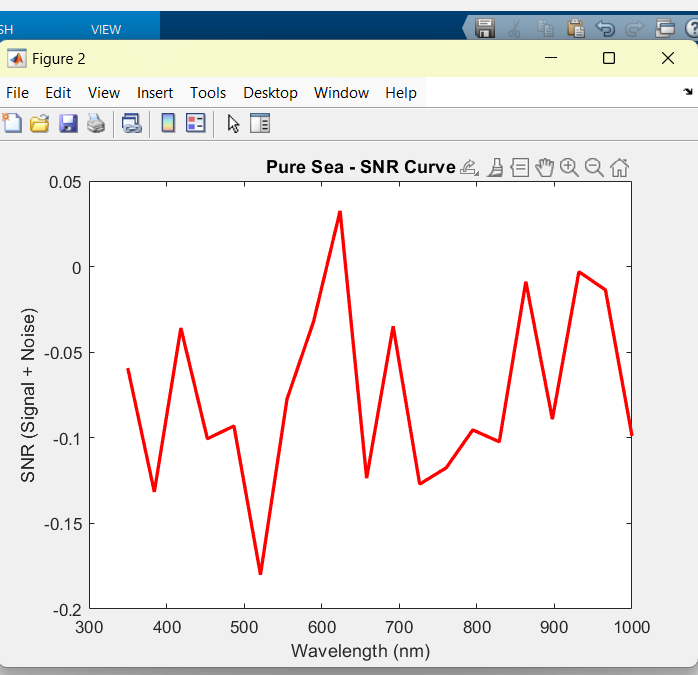 SH VIEW
Figure 2
File Edit View Insert Tools Desktop Window Help
Pure Sea - SNR Curve
0.05
0
-0.05
-0.1
-0.15
-0.2
SNR (Signal + Noise)
300 400 500 600 700 800 900 1000
Wavelength (nm)